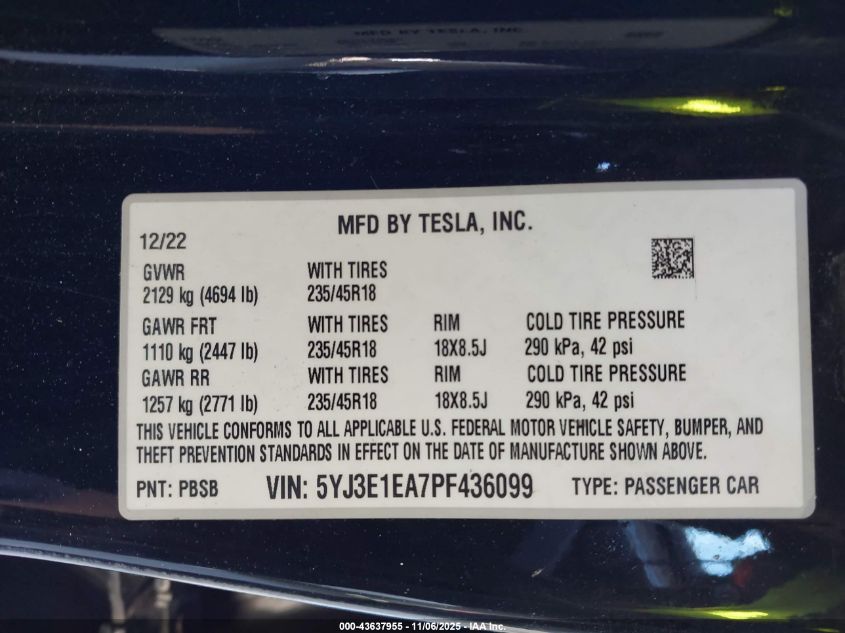 MFD BY TESLA, INC.
MFD BY TESLA, INC.
12/22
GVWR WITH TIRES
2129 kg (4694 lb) 235/45R18
GAWR FRT WITH TIRES RIM COLD TIRE PRESSURE
1110 kg (2447 lb) 235/45R18 18X8.5J 290 kPa, 42 psi
GAWR RR WITH TIRES RIM COLD TIRE PRESSURE
1257 kg (2771 lb) 235/45R18 18X8.5J 290 kPa, 42 psi
THIS VEHICLE CONFORMS TO ALL APPLICABLE U.S. FEDERAL MOTOR VEHICLE SAFETY, BUMPER, AND
THEFT PREVENTION STANDARDS IN EFFECT ON THE DATE OF MANUFACTURE SHOWN ABOVE.
PNT: PBSB VIN: 5YJ3E1EA7PF436099 TYPE: PASSENGER CAR
000-43637955 - 11/06/2025 - IAA, Inc.